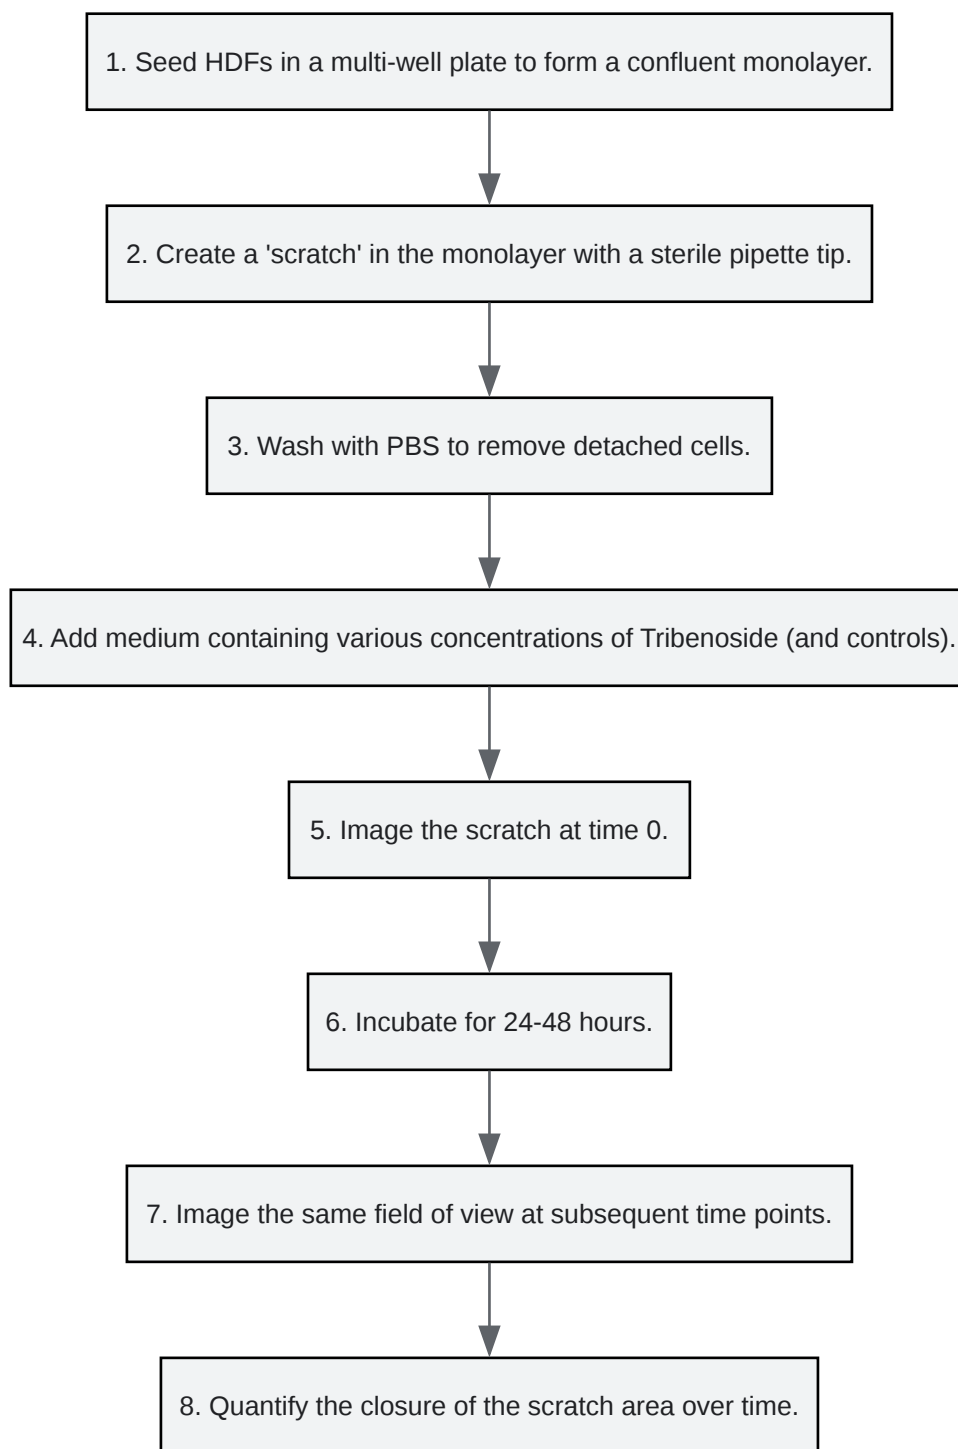 1. Seed HDFs in a multi-well plate to form a confluent monolayer.
2. Create a 'scratch' in the monolayer with a sterile pipette tip.
3. Wash with PBS to remove detached cells.
4. Add medium containing various concentrations of Tribenoside (and controls).
5. Image the scratch at time 0.
6. Incubate for 24-48 hours.
7. Image the same field of view at subsequent time points.
8. Quantify the closure of the scratch area over time.